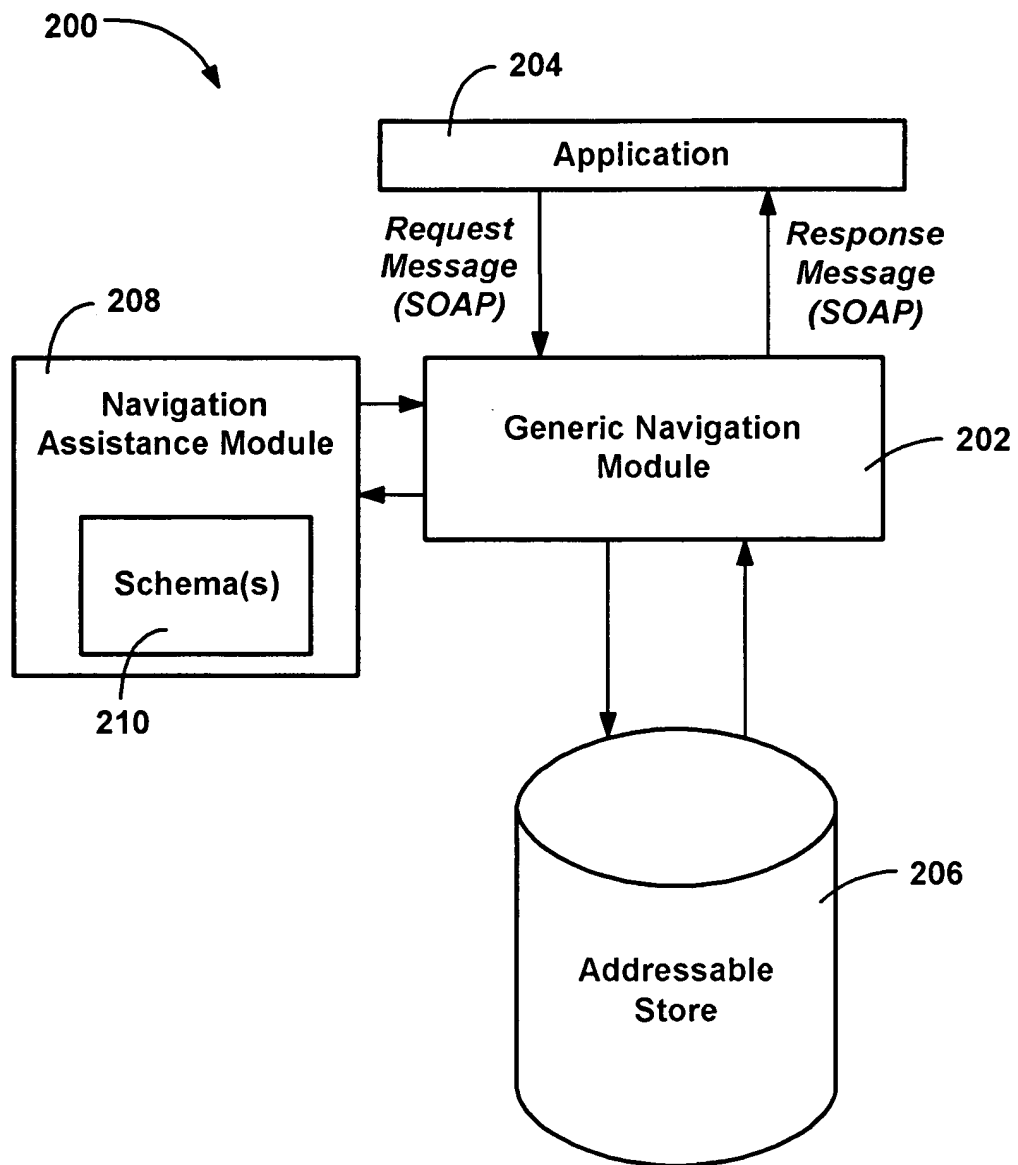 200
204
Application
Request
Message
(SOAP)
Response
Message
(SOAP)
208
Navigation
Assistance Module
Generic Navigation
Module
202
Schema(s)
210
206
Addressable
Store